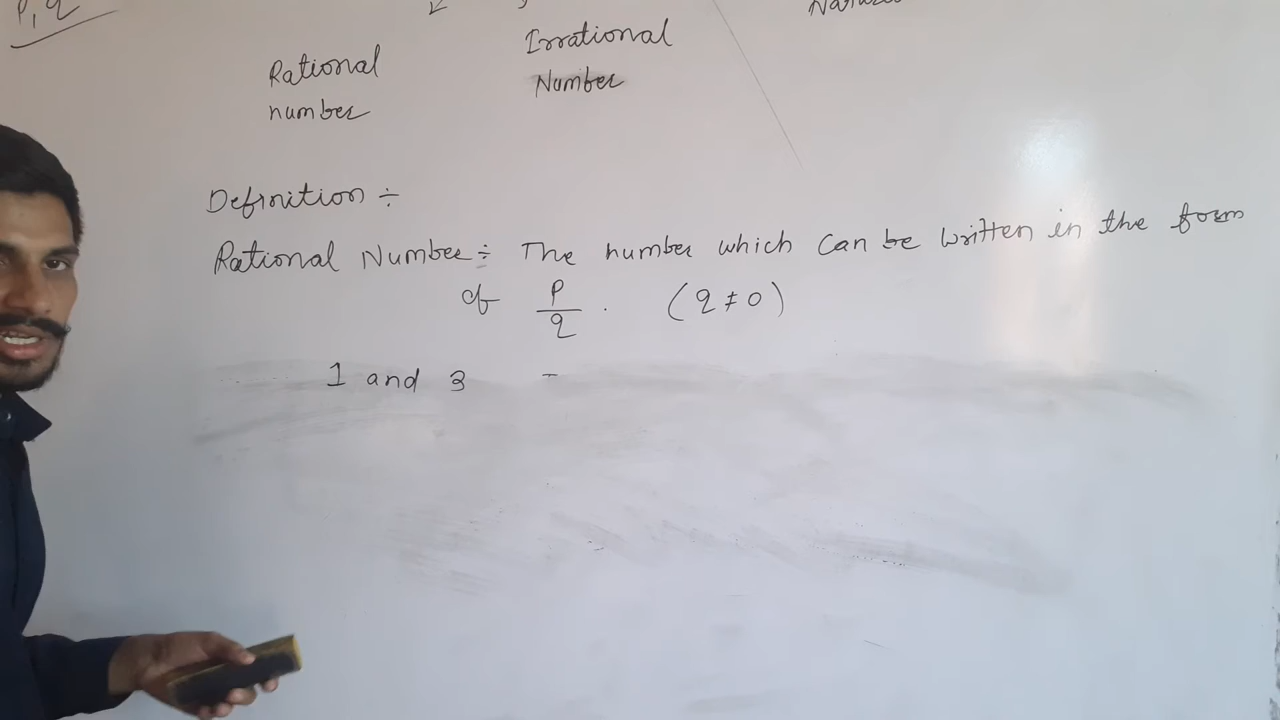 P, q
Rational
number
Irrational
Number
Definition ÷
Rational Number ÷ The number which can be written in the form
of P/q . (q ≠ 0)
1 and 3 -